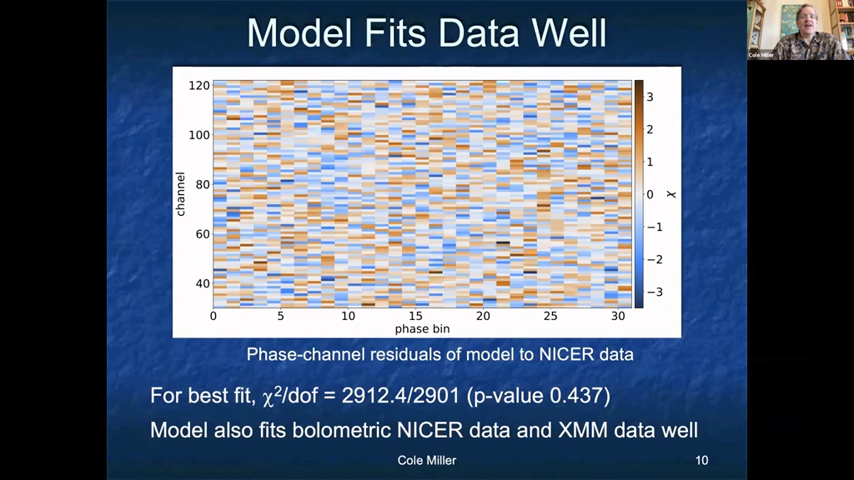 Model Fits Data Well
Cole Miller
120
100
80
60
40
channel
0
5
10
15
20
25
30
phase bin
3
2
1
0
−1
−2
−3
χ
Phase-channel residuals of model to NICER data
For best fit, χ²/dof = 2912.4/2901 (p-value 0.437)
Model also fits bolometric NICER data and XMM data well
Cole Miller
10